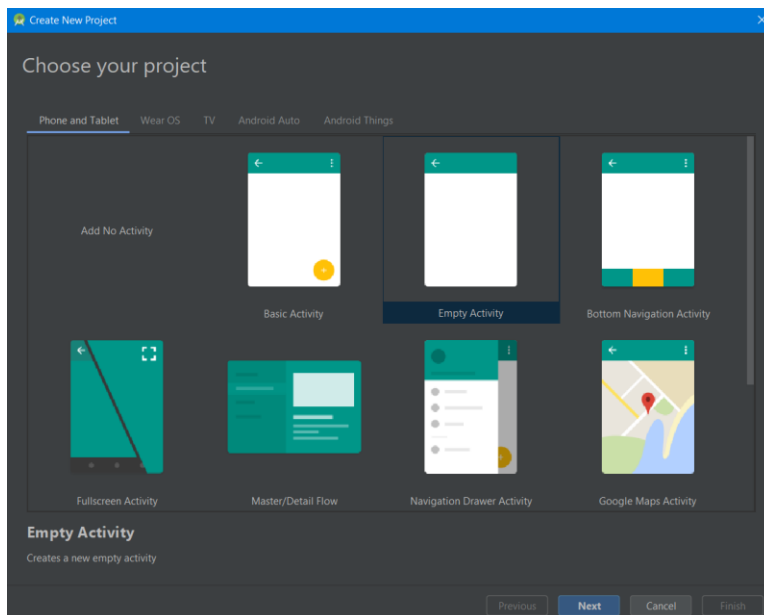 Create New Project
Choose your project
Phone and Tablet Wear OS TV Android Auto Android Things
Add No Activity
Basic Activity
Empty Activity
Bottom Navigation Activity
Fullscreen Activity
Master/Detail Flow
Navigation Drawer Activity
Google Maps Activity
Empty Activity
Creates a new empty activity
Previous Next Cancel Finish